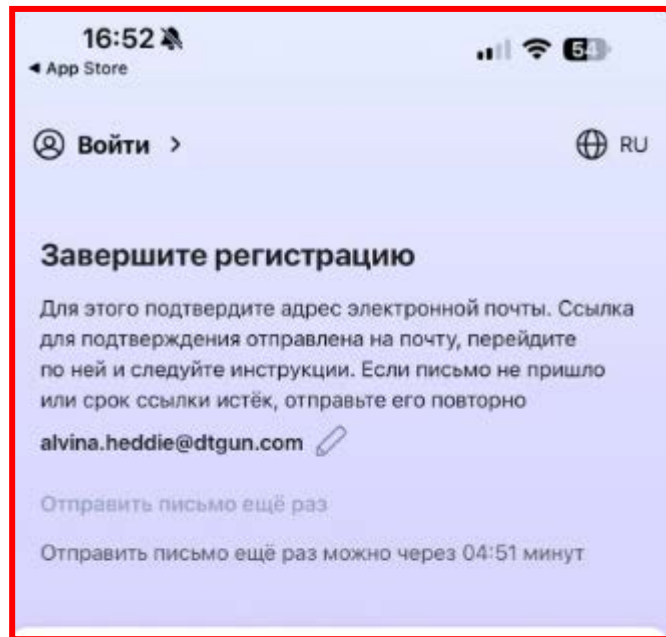 16:52
◀ App Store
54
Войти >
RU
Завершите регистрацию
Для этого подтвердите адрес электронной почты. Ссылка
для подтверждения отправлена на почту, перейдите
по ней и следуйте инструкции. Если письмо не пришло
или срок ссылки истёк, отправьте его повторно
alvina.heddie@dtgun.com
Отправить письмо ещё раз
Отправить письмо ещё раз можно через 04:51 минут